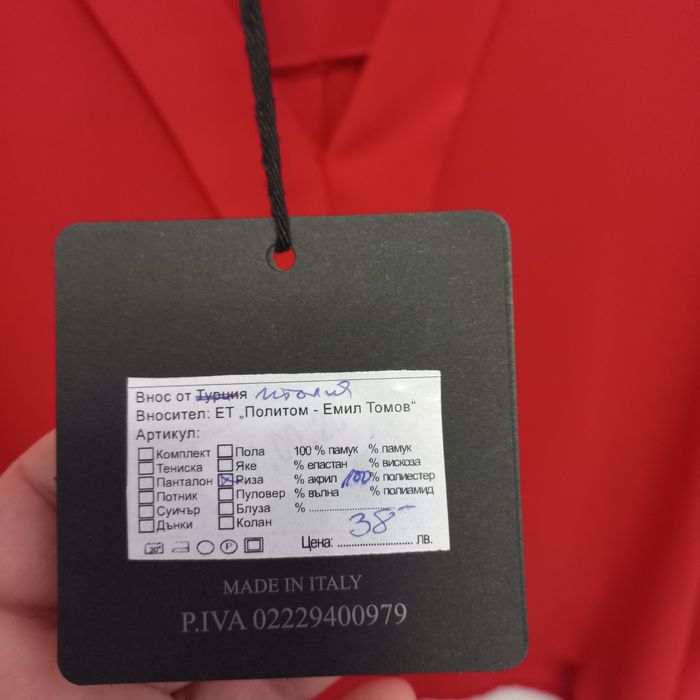 Внос от Турция Италия
Вносител: ЕТ „Политом - Емил Томов“
Артикул:
Комплект Пола 100 % памук % памук
Тениска Яке % еластан % вискоза
Панталон Риза % акрил 100 % полиестер
Потник Пуловер % вълна % полиамид
Суичър Блуза % ....................
Дънки Колан 38-
30° P Цена: .................... лв.
MADE IN ITALY
P.IVA 02229400979